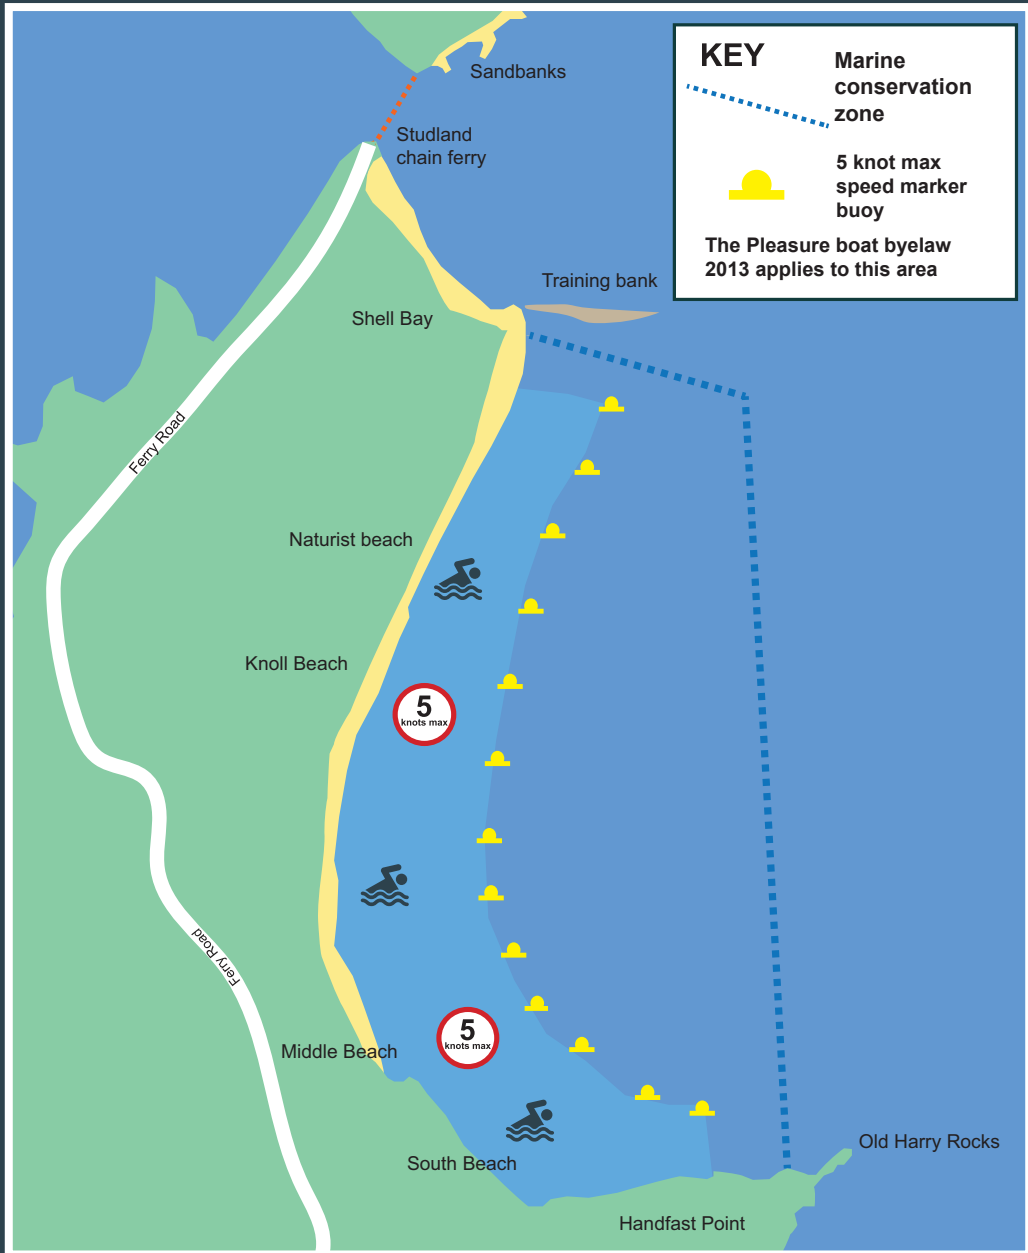 KEY
Marine
conservation
zone
5 knot max
speed marker
buoy
The Pleasure boat byelaw
2013 applies to this area
Sandbanks
Studland
chain ferry
Training bank
Shell Bay
Ferry Road
Naturist beach
Knoll Beach
5
knots max
Ferry Road
5
knots max
Middle Beach
South Beach
Old Harry Rocks
Handfast Point